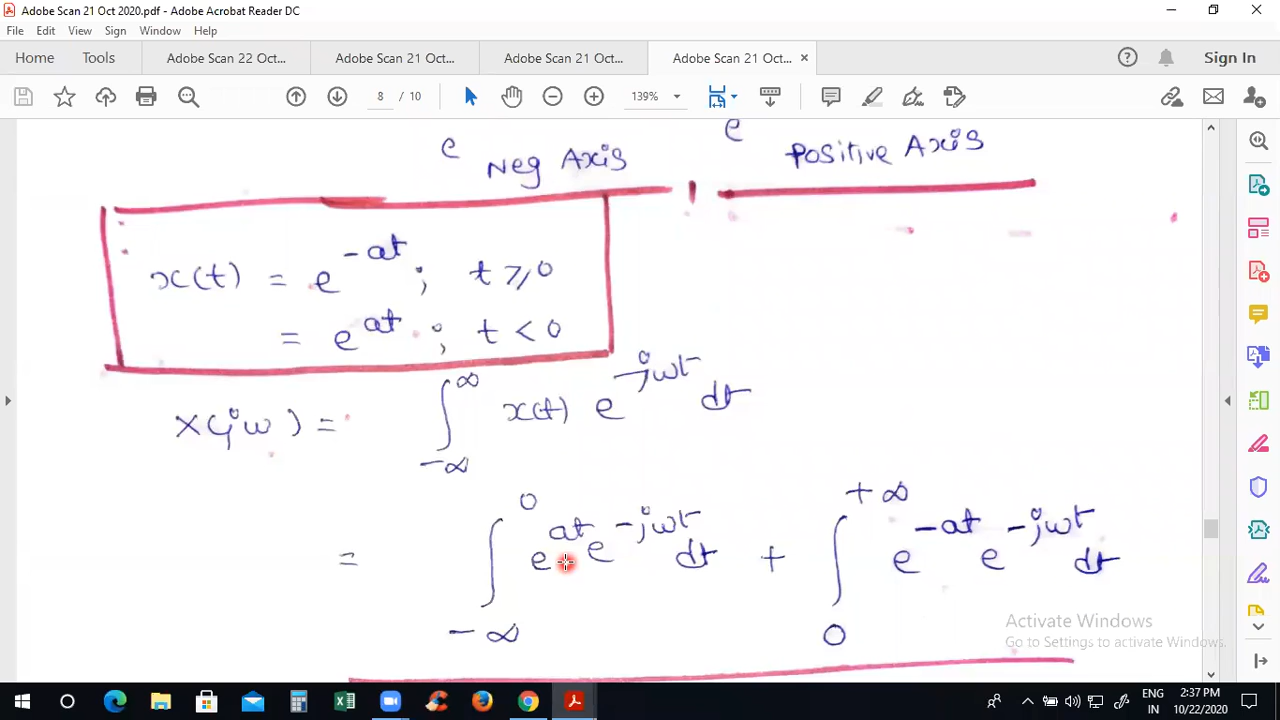 Adobe Scan 21 Oct 2020.pdf - Adobe Acrobat Reader DC
File Edit View Sign Window Help
Home Tools Adobe Scan 22 Oct... Adobe Scan 21 Oct... Adobe Scan 21 Oct... Adobe Scan 21 Oct... ×
Sign In
8 / 10 139%
e Neg Axis e Positive Axis
x(t) = e^{-at} ; t ≥ 0
= e^{at} ; t < 0
X(jω) = ∫_{-∞}^{∞} x(t) e^{-jωt} dt
= ∫_{-∞}^{0} e^{at} e^{-jωt} dt + ∫_{0}^{+∞} e^{-at} e^{-jωt} dt
Activate Windows
Go to Settings to activate Windows.
ENG
IN
2:37 PM
10/22/2020